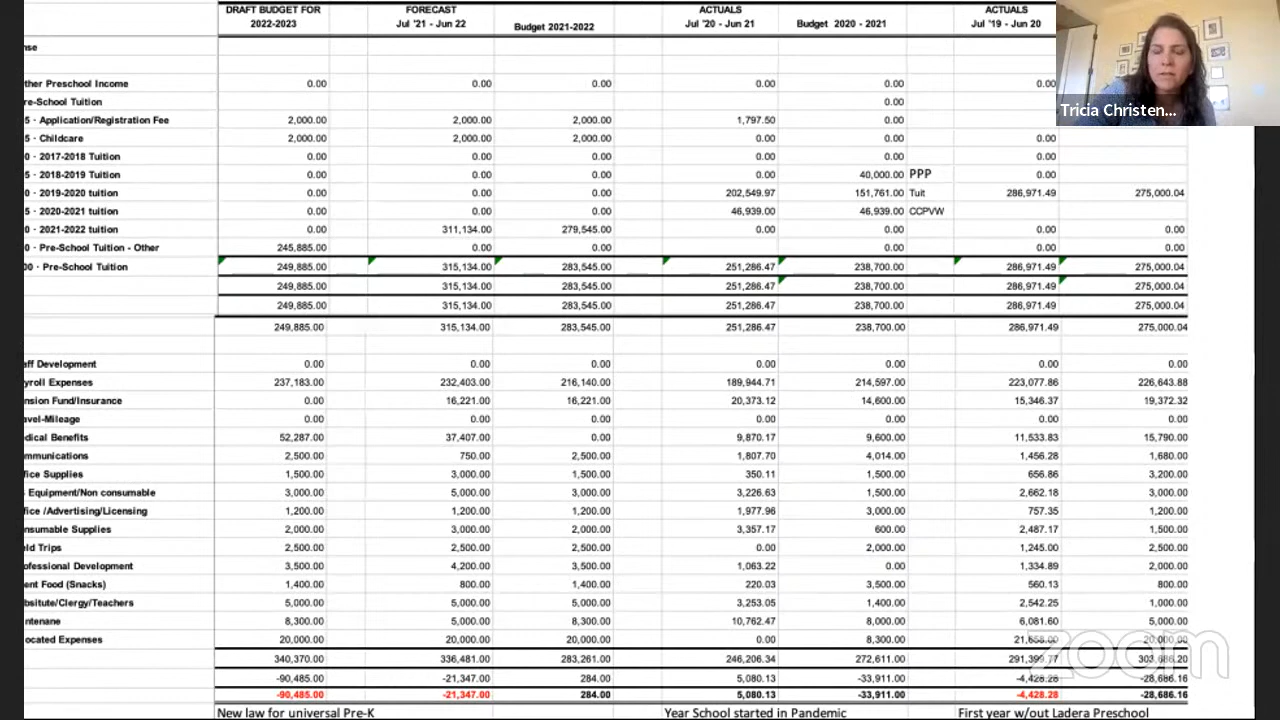 DRAFT BUDGET FOR 2022-2023 FORECAST Jul '21 - Jun 22 Budget 2021-2022 ACTUALS Jul '20 - Jun 21 Budget 2020 - 2021 ACTUALS Jul '19 - Jun 20
nse
ther Preschool Income 0.00 0.00 0.00 0.00 0.00 0.00
re-School Tuition 0.00
5 · Application/Registration Fee 2,000.00 2,000.00 2,000.00 1,797.50 0.00
5 · Childcare 2,000.00 2,000.00 2,000.00 0.00 0.00 0.00
0 · 2017-2018 Tuition 0.00 0.00 0.00 0.00 0.00 0.00
5 · 2018-2019 Tuition 0.00 0.00 0.00 0.00 40,000.00 PPP 0.00
0 · 2019-2020 tuition 0.00 0.00 0.00 202,549.97 151,761.00 Tuit 286,971.49 275,000.04
5 · 2020-2021 tuition 0.00 0.00 0.00 46,939.00 46,939.00 CCPVW
0 · 2021-2022 tuition 0.00 311,134.00 279,545.00 0.00 0.00 0.00 0.00
0 · Pre-School Tuition - Other 245,885.00 0.00 0.00 0.00 0.00 0.00
00 · Pre-School Tuition 249,885.00 315,134.00 283,545.00 251,286.47 238,700.00 286,971.49 275,000.04
249,885.00 315,134.00 283,545.00 251,286.47 238,700.00 286,971.49 275,000.04
249,885.00 315,134.00 283,545.00 251,286.47 238,700.00 286,971.49 275,000.04
249,885.00 315,134.00 283,545.00 251,286.47 238,700.00 286,971.49 275,000.04
aff Development 0.00 0.00 0.00 0.00 0.00 0.00 0.00
yroll Expenses 237,183.00 232,403.00 216,140.00 189,944.71 214,597.00 223,077.86 226,643.88
nsion Fund/Insurance 0.00 16,221.00 16,221.00 20,373.12 14,600.00 15,346.37 19,372.32
avel-Mileage 0.00 0.00 0.00 0.00 0.00 0.00 0.00
dical Benefits 52,287.00 37,407.00 0.00 9,870.17 9,600.00 11,533.83 15,790.00
mmunications 2,500.00 750.00 2,500.00 1,807.70 4,014.00 1,456.28 1,680.00
fice Supplies 1,500.00 3,000.00 1,500.00 350.11 1,500.00 656.86 3,200.00
- Equipment/Non consumable 3,000.00 5,000.00 3,000.00 3,226.63 1,500.00 2,662.18 3,000.00
fice /Advertising/Licensing 1,200.00 1,200.00 1,200.00 1,977.96 3,000.00 757.35 1,200.00
nsumable Supplies 2,000.00 3,000.00 2,000.00 3,357.17 600.00 2,487.17 1,500.00
eld Trips 2,500.00 2,500.00 2,500.00 0.00 2,000.00 1,245.00 2,500.00
ofessional Development 3,500.00 4,200.00 3,500.00 1,063.22 0.00 1,334.89 2,000.00
ent Food (Snacks) 1,400.00 800.00 1,400.00 220.03 3,500.00 560.13 800.00
bsitute/Clergy/Teachers 5,000.00 5,000.00 5,000.00 3,253.05 1,400.00 2,542.25 1,000.00
ntenane 8,300.00 5,000.00 8,300.00 10,762.47 8,000.00 6,081.60 5,000.00
ocated Expenses 20,000.00 20,000.00 20,000.00 0.00 8,300.00 21,658.00 20,000.00
340,370.00 336,481.00 283,261.00 246,206.34 272,611.00 291,399.77 303,686.20
-90,485.00 -21,347.00 284.00 5,080.13 -33,911.00 -4,428.28 -28,686.16
-90,485.00 -21,347.00 284.00 5,080.13 -33,911.00 -4,428.28 -28,686.16
New law for universal Pre-K Year School started in Pandemic First year w/out Ladera Preschool
Tricia Christen...
zoom